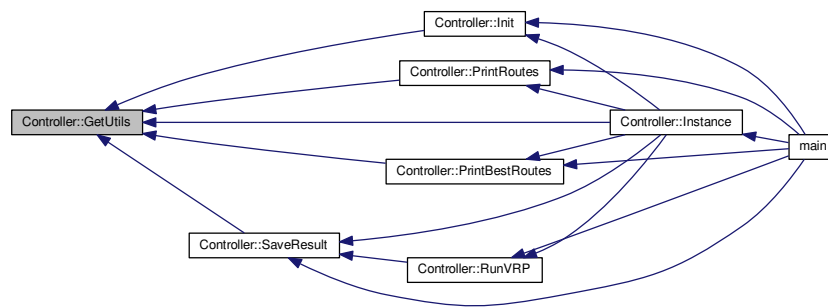 Controller::Init
Controller::PrintRoutes
Controller::GetUtils
Controller::Instance
main
Controller::PrintBestRoutes
Controller::SaveResult
Controller::RunVRP